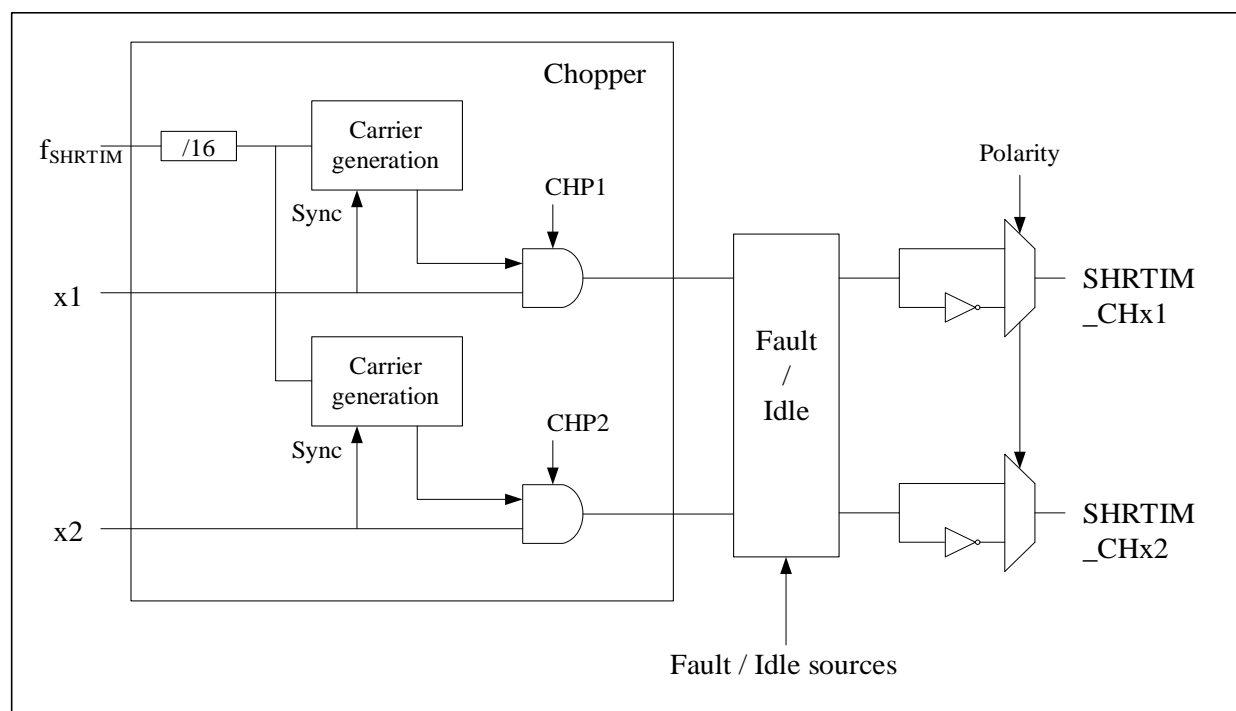 Chopper
fSHRTIM
/16
Carrier
generation
Sync
CHP1
Polarity
x1
SHRTIM
_CHx1
Carrier
generation
Sync
CHP2
Fault
/
Idle
x2
SHRTIM
_CHx2
Fault / Idle sources